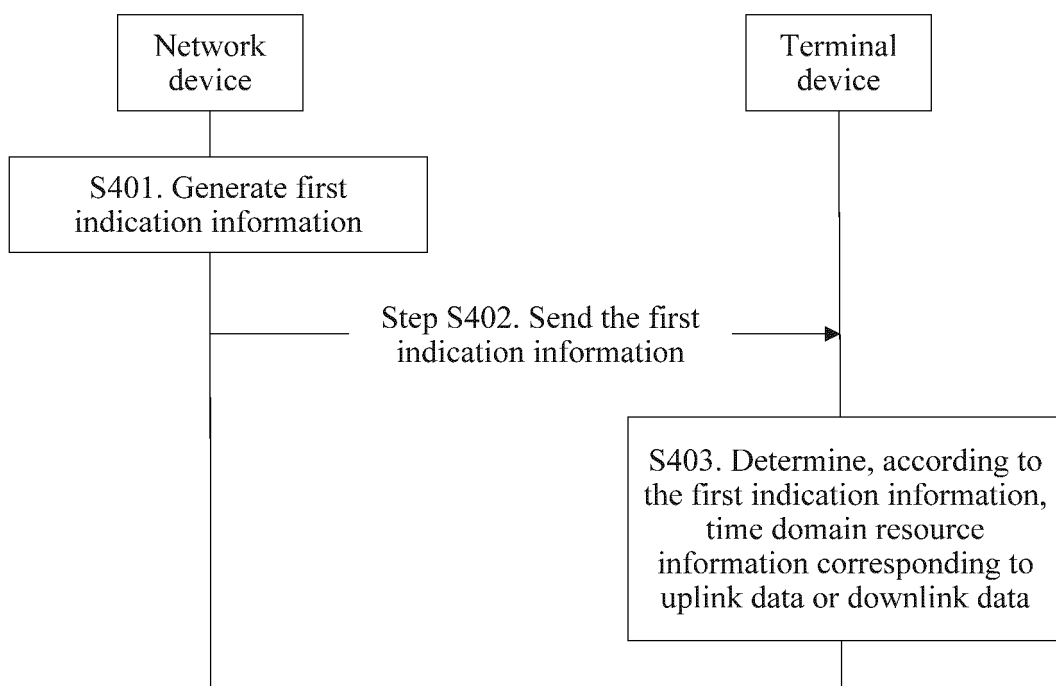 Network
device
Terminal
device
S401. Generate first
indication information
Step S402. Send the first
indication information
S403. Determine, according to
the first indication information,
time domain resource
information corresponding to
uplink data or downlink data